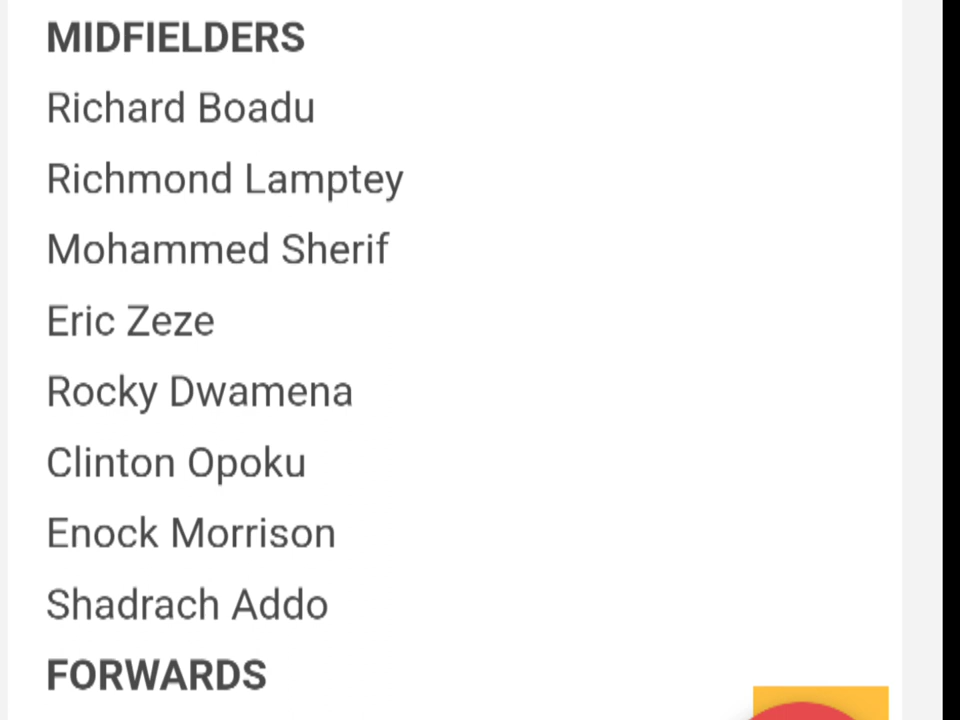 MIDFIELDERS
Richard Boadu
Richmond Lamptey
Mohammed Sherif
Eric Zeze
Rocky Dwamena
Clinton Opoku
Enock Morrison
Shadrach Addo
FORWARDS